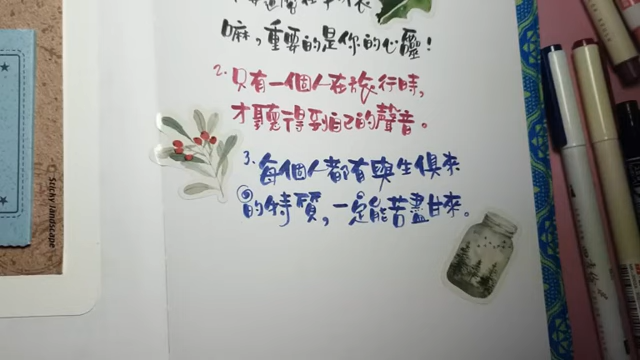 嘛，重要的是你的心靈！
2. 只有一個人在旅行時，
才聽得到自己的聲音。
3. 每個人都有與生俱來
的特質，一定能苦盡甘來。
Sticky landscape